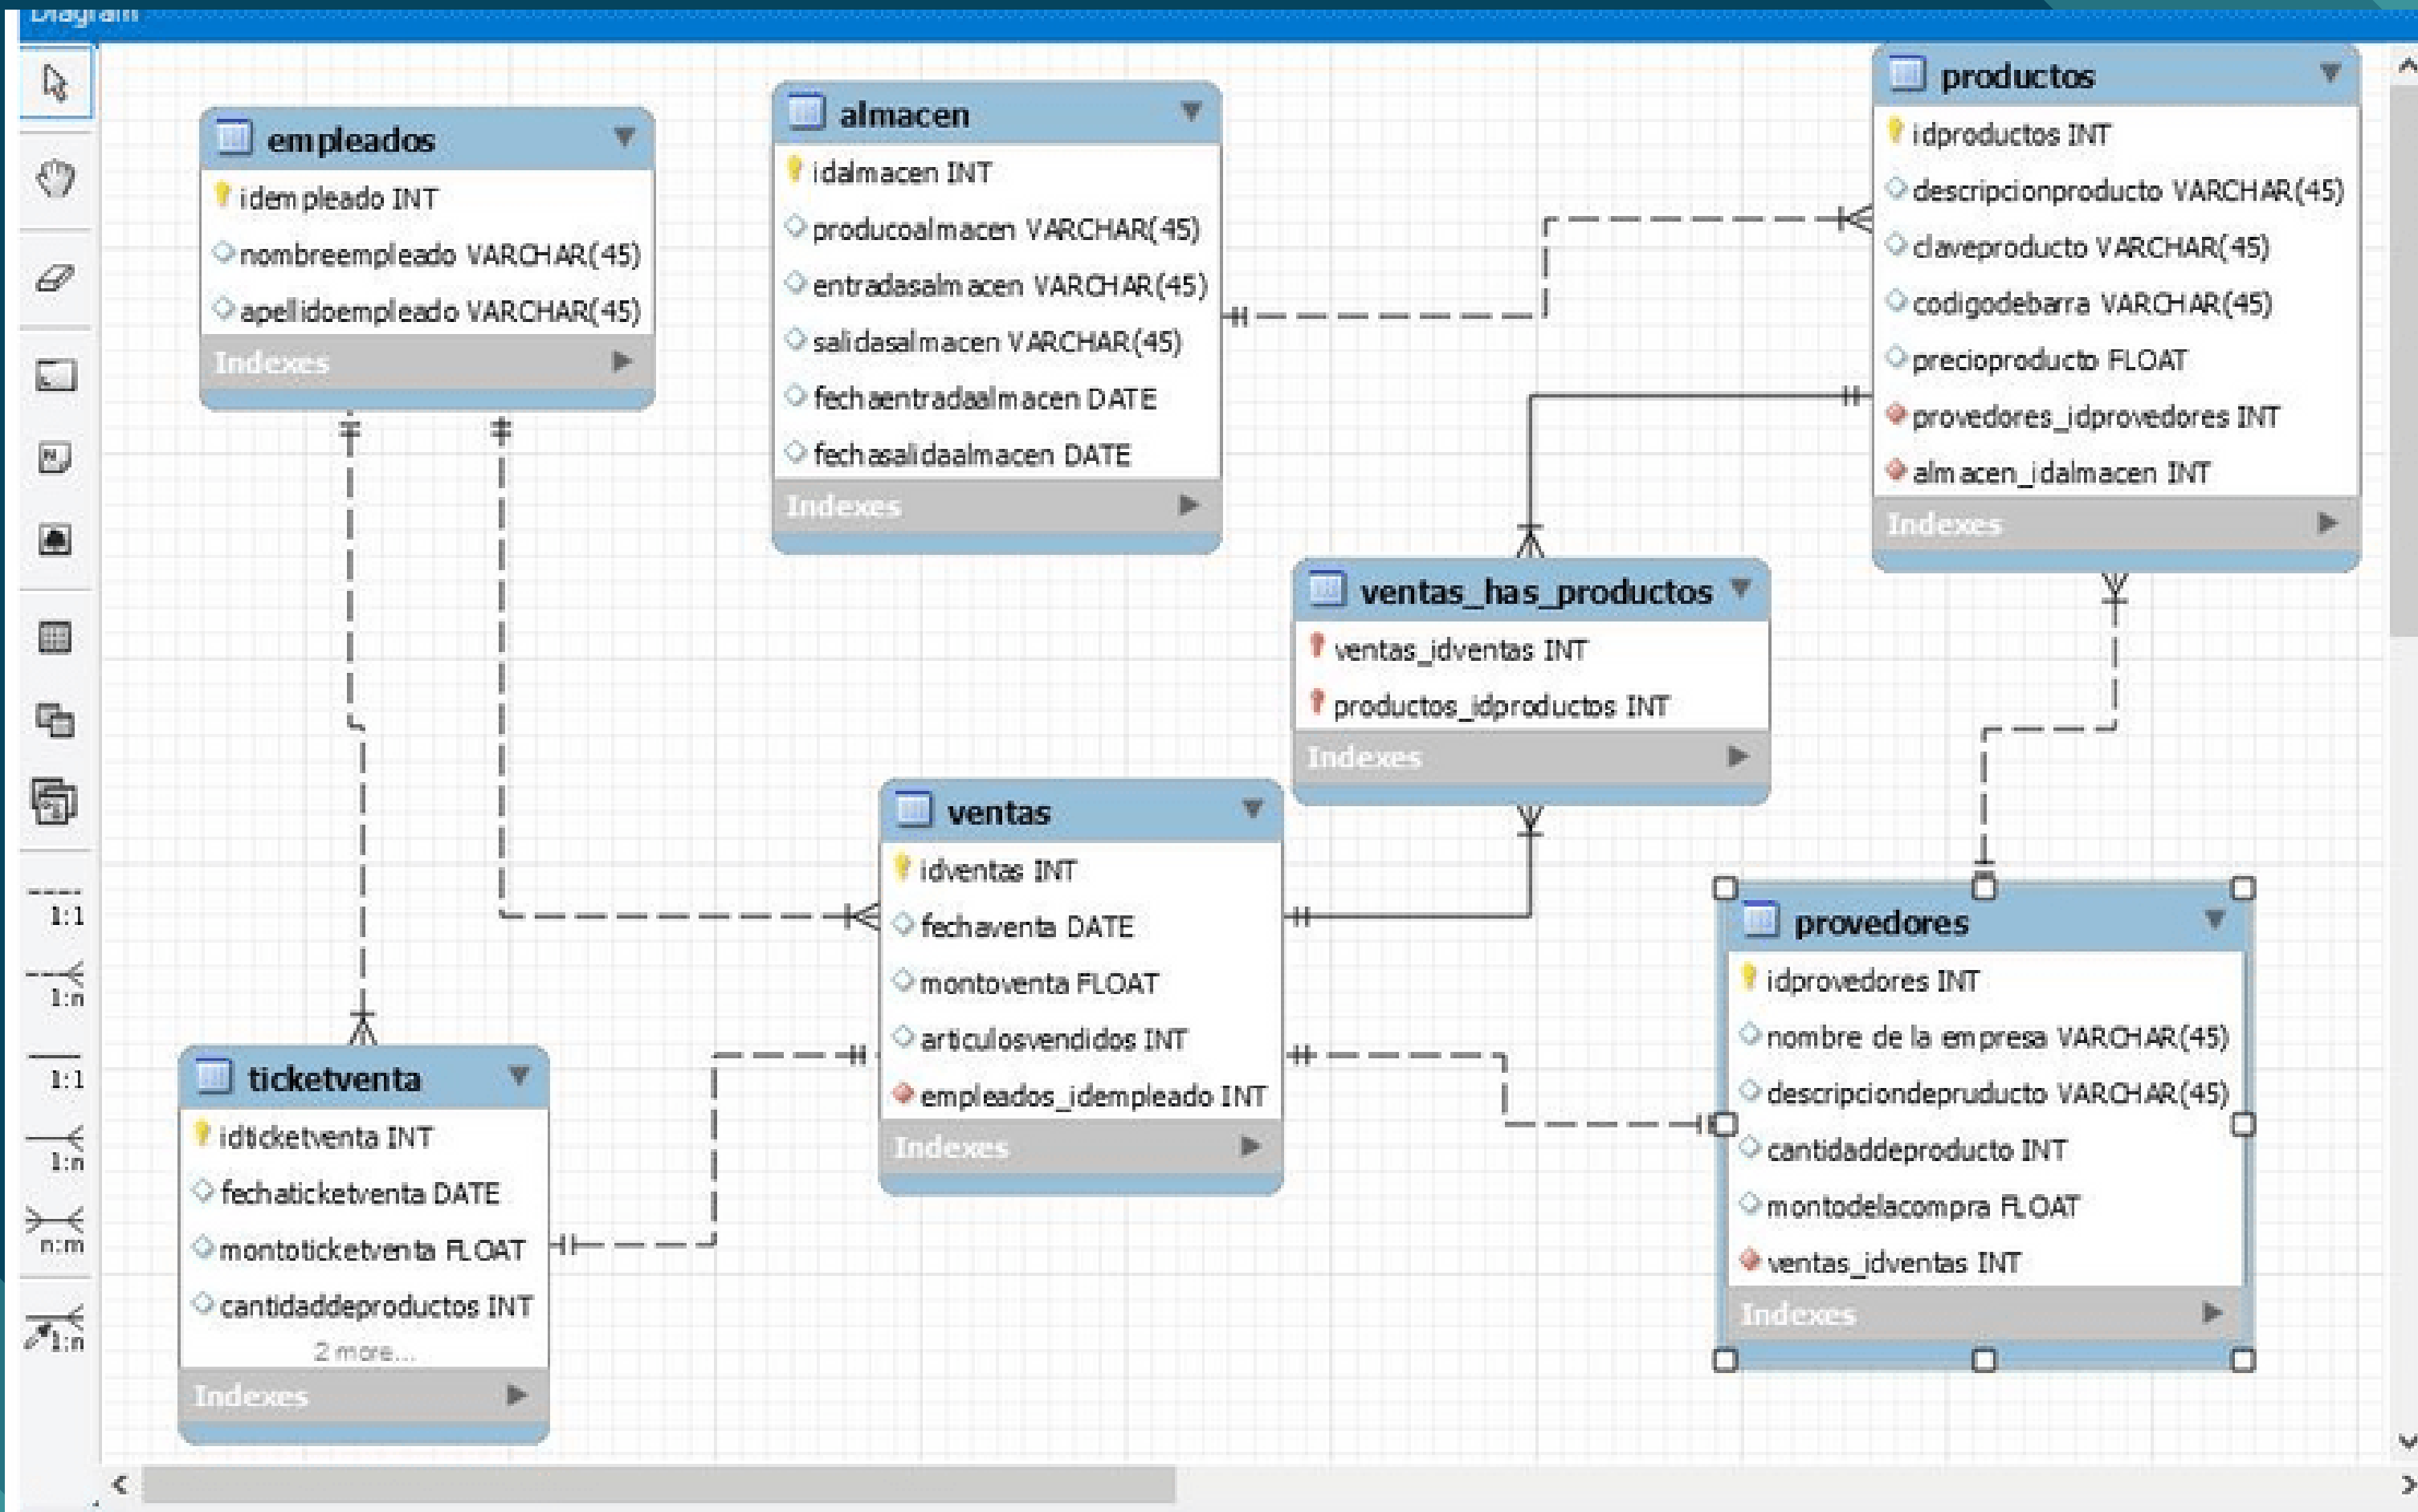 Diagram
empleados
idempleado INT
nombreempleado VARCHAR(45)
apellidoempleado VARCHAR(45)
Indexes
almacen
idalmacen INT
producoalmacen VARCHAR(45)
entradasalmacen VARCHAR(45)
salidasalmacen VARCHAR(45)
fechaentradaalmacen DATE
fechasalidaalmacen DATE
Indexes
productos
idproductos INT
descripcionproducto VARCHAR(45)
claveproducto VARCHAR(45)
codigodebarra VARCHAR(45)
precioproducto FLOAT
provedores_idprovedores INT
almacen_idalmacen INT
Indexes
ventas_has_productos
ventas_idventas INT
productos_idproductos INT
Indexes
ventas
idventas INT
fechaventa DATE
montoventa FLOAT
articulosvendidos INT
empleados_idempleado INT
Indexes
provedores
idprovedores INT
nombre de la empresa VARCHAR(45)
descripciondepruducto VARCHAR(45)
cantidaddeproducto INT
montodelacompra FLOAT
ventas_idventas INT
Indexes
ticketventa
idticketventa INT
fechaticketventa DATE
montoticketventa FLOAT
cantidaddeproductos INT
2 more...
Indexes
1:1
1:n
1:1
1:n
n:m
1:n